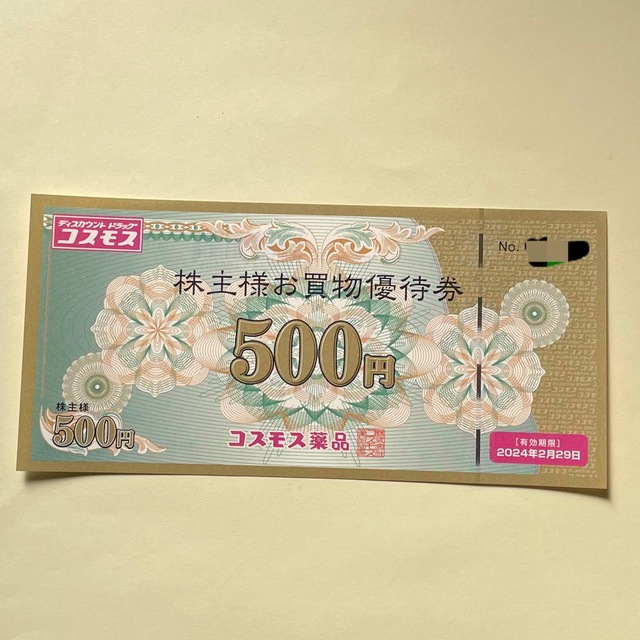 ディスカウント ドラッグ
コスモス
No.
株主様お買物優待券
500円
株主様
500円
コスモス薬品
[有効期限]
2024年2月29日